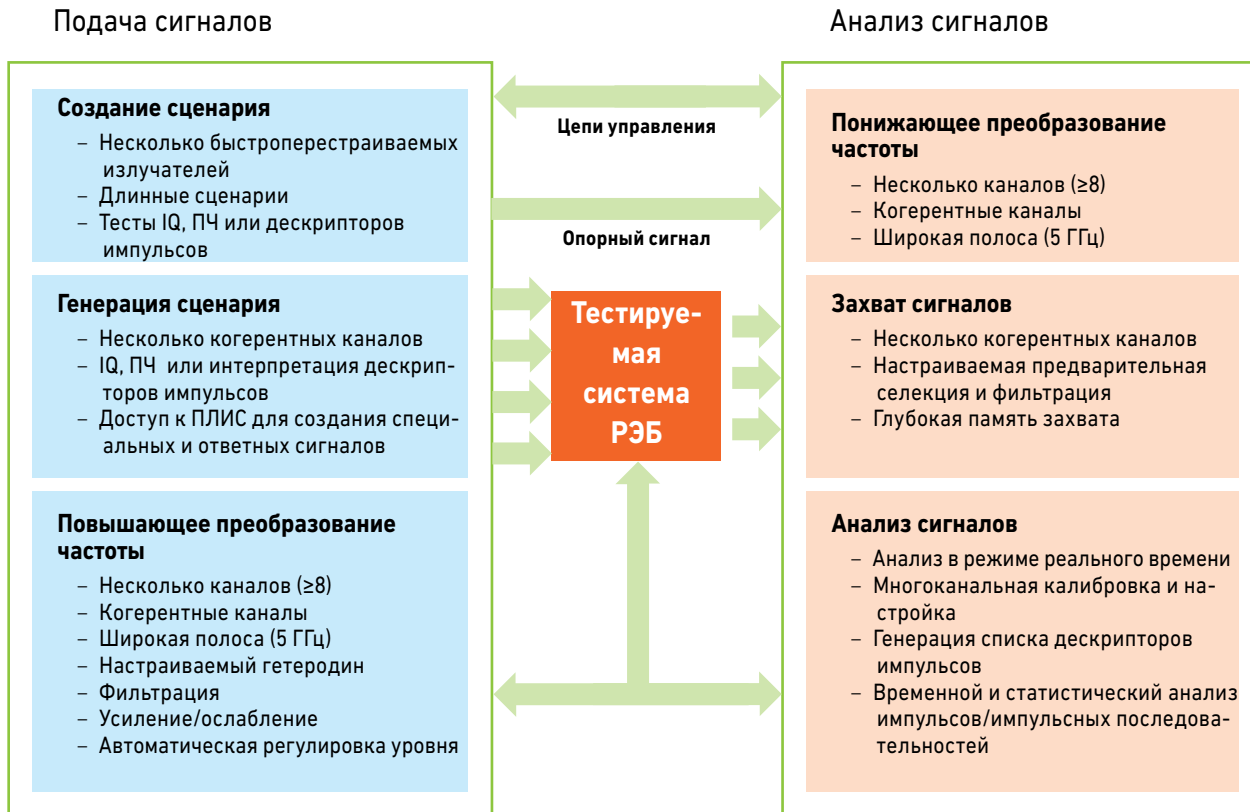 Подача сигналов
Создание сценария
– Несколько быстроперестраиваемых
излучателей
– Длинные сценарии
– Тесты IQ, ПЧ или дескрипторов
импульсов
Генерация сценария
– Несколько когерентных каналов
– IQ, ПЧ или интерпретация дескрип-
торов импульсов
– Доступ к ПЛИС для создания специ-
альных и ответных сигналов
Повышающее преобразование
частоты
– Несколько каналов (≥8)
– Когерентные каналы
– Широкая полоса (5 ГГц)
– Настраиваемый гетеродин
– Фильтрация
– Усиление/ослабление
– Автоматическая регулировка уровня
Цепи управления
Опорный сигнал
Тестируе-
мая
система
РЭБ
Анализ сигналов
Понижающее преобразование
частоты
– Несколько каналов (≥8)
– Когерентные каналы
– Широкая полоса (5 ГГц)
Захват сигналов
– Несколько когерентных каналов
– Настраиваемая предварительная
селекция и фильтрация
– Глубокая память захвата
Анализ сигналов
– Анализ в режиме реального времени
– Многоканальная калибровка и на-
стройка
– Генерация списка дескрипторов
импульсов
– Временной и статистический анализ
импульсов/импульсных последова-
тельностей